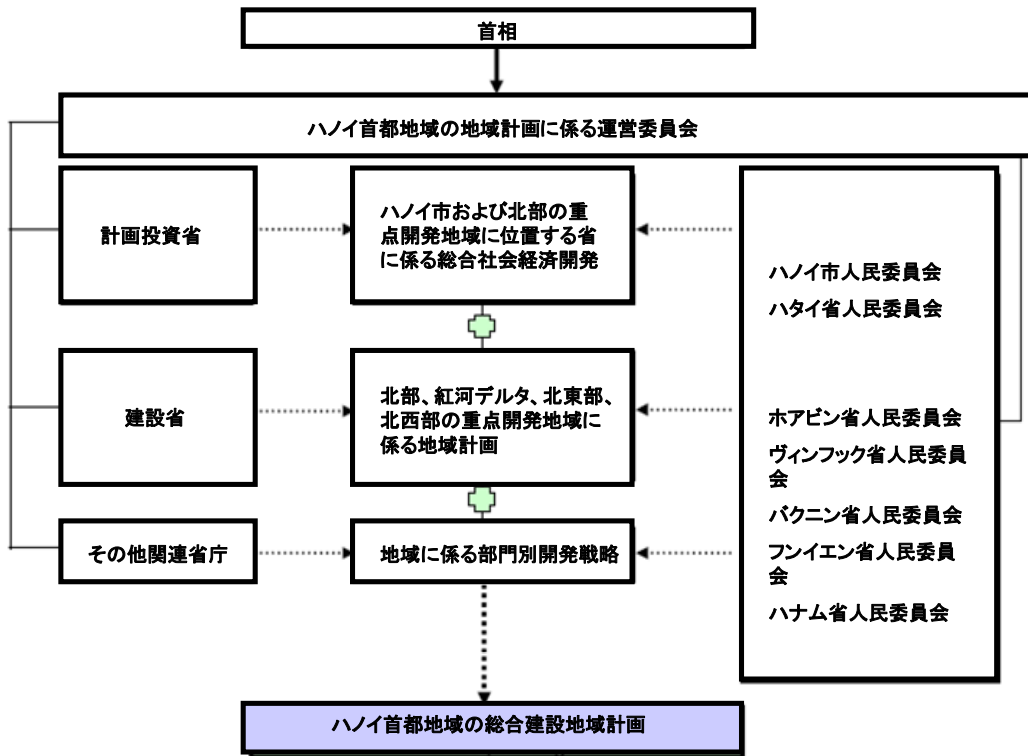 首相
ハノイ首都地域の地域計画に係る運営委員会
計画投資省
ハノイ市および北部の重
点開発地域に位置する省
に係る総合社会経済開発
建設省
北部、紅河デルタ、北東部、
北西部の重点開発地域に
係る地域計画
その他関連省庁
地域に係る部門別開発戦略
ハノイ市人民委員会
ハタイ省人民委員会
ホアビン省人民委員会
ヴィンフック省人民委員
会
バクニン省人民委員会
フンイエン省人民委員
会
ハナム省人民委員会
ハノイ首都地域の総合建設地域計画